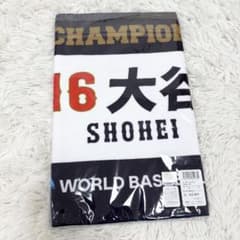 CHAMPION
16 大谷
SHOHEI
WORLD BAS